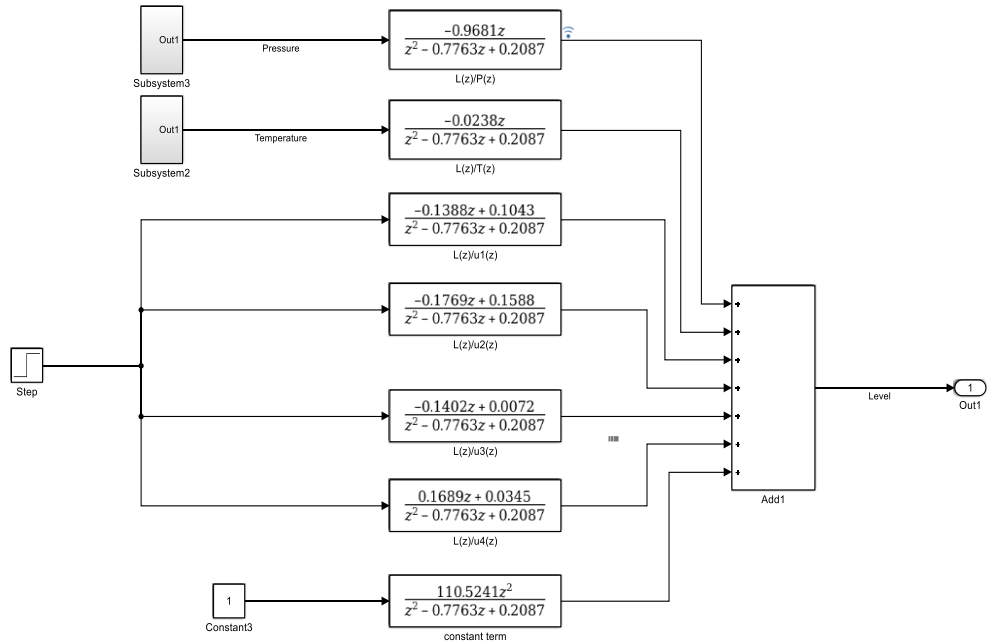 Out1
Pressure
Subsystem3
−0.9681z
z² − 0.7763z + 0.2087
L(z)/P(z)
Out1
Temperature
Subsystem2
−0.0238z
z² − 0.7763z + 0.2087
L(z)/T(z)
−0.1388z + 0.1043
z² − 0.7763z + 0.2087
L(z)/u1(z)
−0.1769z + 0.1588
z² − 0.7763z + 0.2087
L(z)/u2(z)
Step
−0.1402z + 0.0072
z² − 0.7763z + 0.2087
L(z)/u3(z)
0.1689z + 0.0345
z² − 0.7763z + 0.2087
L(z)/u4(z)
1
Constant3
110.5241z²
z² − 0.7763z + 0.2087
constant term
+
+
+
+
+
+
+
Add1
Level
1
Out1